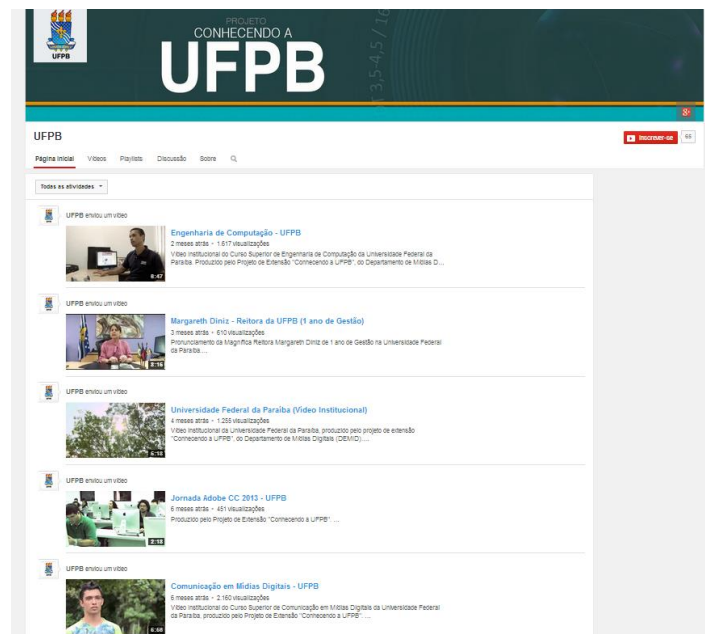 PROJETO
CONHECENDO A
UFPB
UFPB
UFPB
Inscrever-se 65
Página inicial Vídeos Playlists Discussão Sobre
Todas as atividades
UFPB enviou um vídeo
Engenharia de Computação - UFPB
2 meses atrás • 1.617 visualizações
Vídeo institucional do Curso Superior de Engenharia de Computação da Universidade Federal da
Paraíba. Produzido pelo Projeto de Extensão "Conhecendo a UFPB", do Departamento de Mídias D...
8:47
UFPB enviou um vídeo
Margareth Diniz - Reitora da UFPB (1 ano de Gestão)
3 meses atrás • 610 visualizações
Pronunciamento da Magnífica Reitora Margareth Diniz de 1 ano de Gestão na Universidade Federal
da Paraíba....
2:16
UFPB enviou um vídeo
Universidade Federal da Paraíba (Vídeo Institucional)
4 meses atrás • 1.255 visualizações
Vídeo institucional da Universidade Federal da Paraíba, produzido pelo projeto de extensão
"Conhecendo a UFPB", do Departamento de Mídias Digitais (DEMID)....
5:18
UFPB enviou um vídeo
Jornada Adobe CC 2013 - UFPB
6 meses atrás • 451 visualizações
Produzido pelo Projeto de Extensão "Conhecendo a UFPB". ...
2:18
UFPB enviou um vídeo
Comunicação em Mídias Digitais - UFPB
6 meses atrás • 2.160 visualizações
Vídeo institucional do Curso Superior de Comunicação em Mídias Digitais da Universidade Federal
da Paraíba, produzido pelo Projeto de Extensão "Conhecendo a UFPB". ...